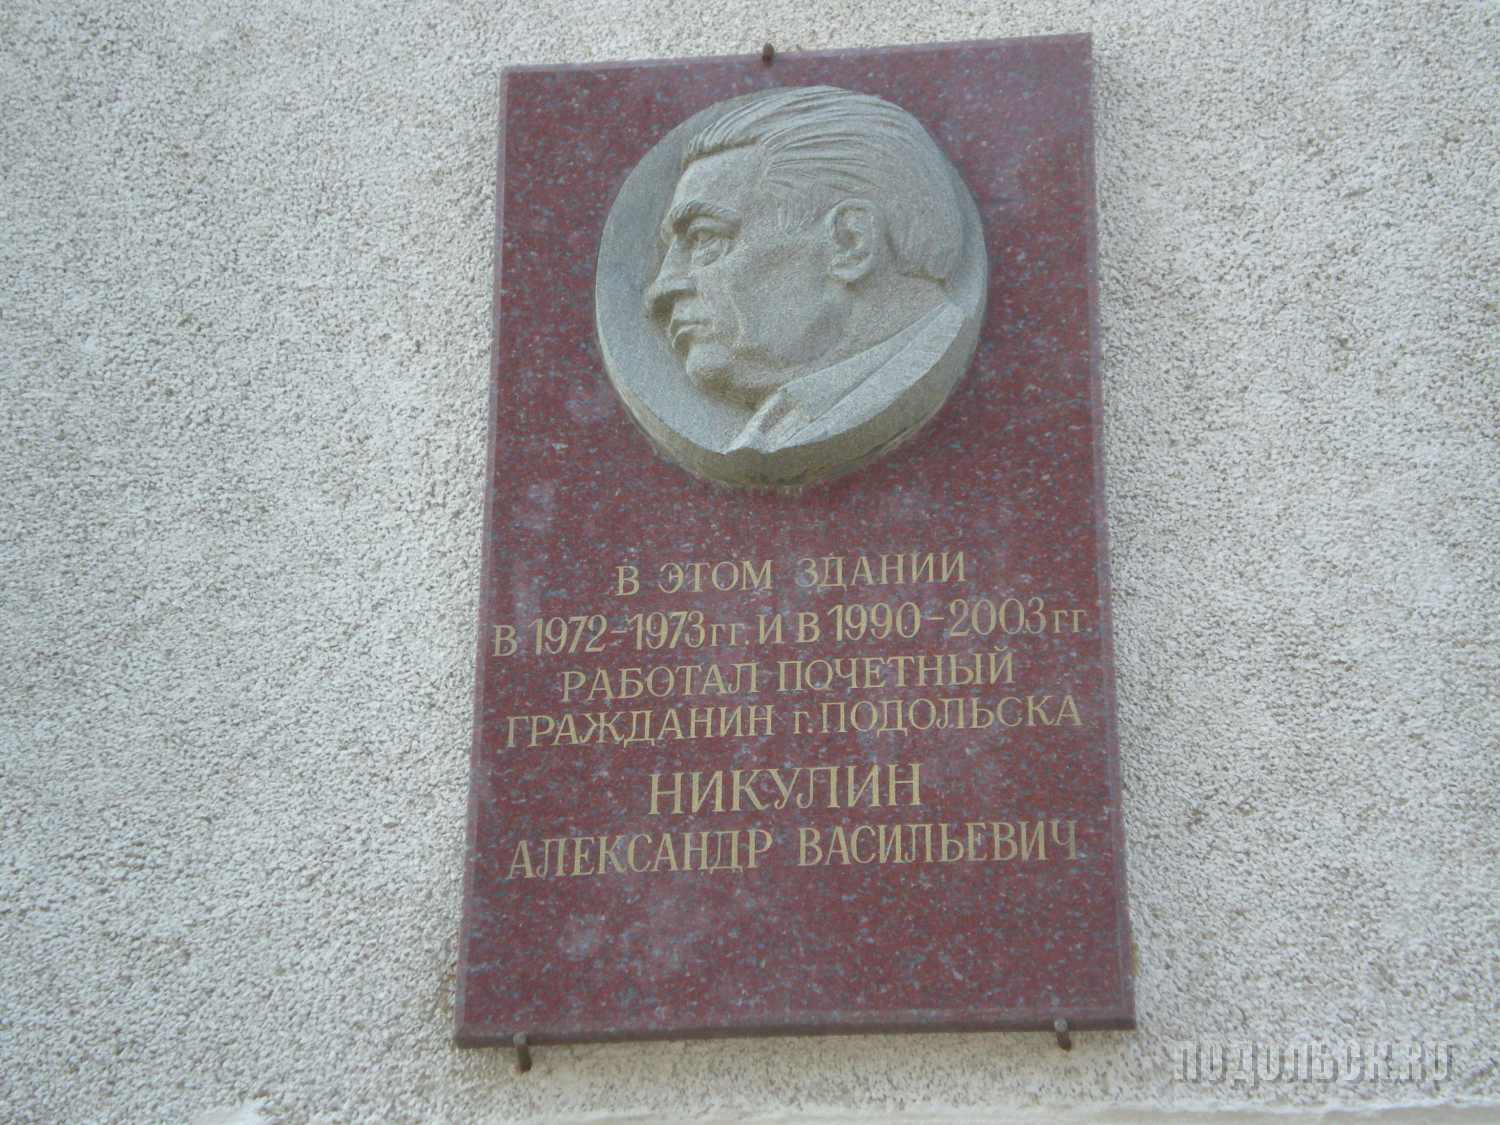 В ЭТОМ ЗДАНИИ
В 1972-1973 гг. И В 1990-2003 гг.
РАБОТАЛ ПОЧЕТНЫЙ
ГРАЖДАНИН г. ПОДОЛЬСКА
НИКУЛИН
АЛЕКСАНДР ВАСИЛЬЕВИЧ
ПОДОЛЬСК.RU